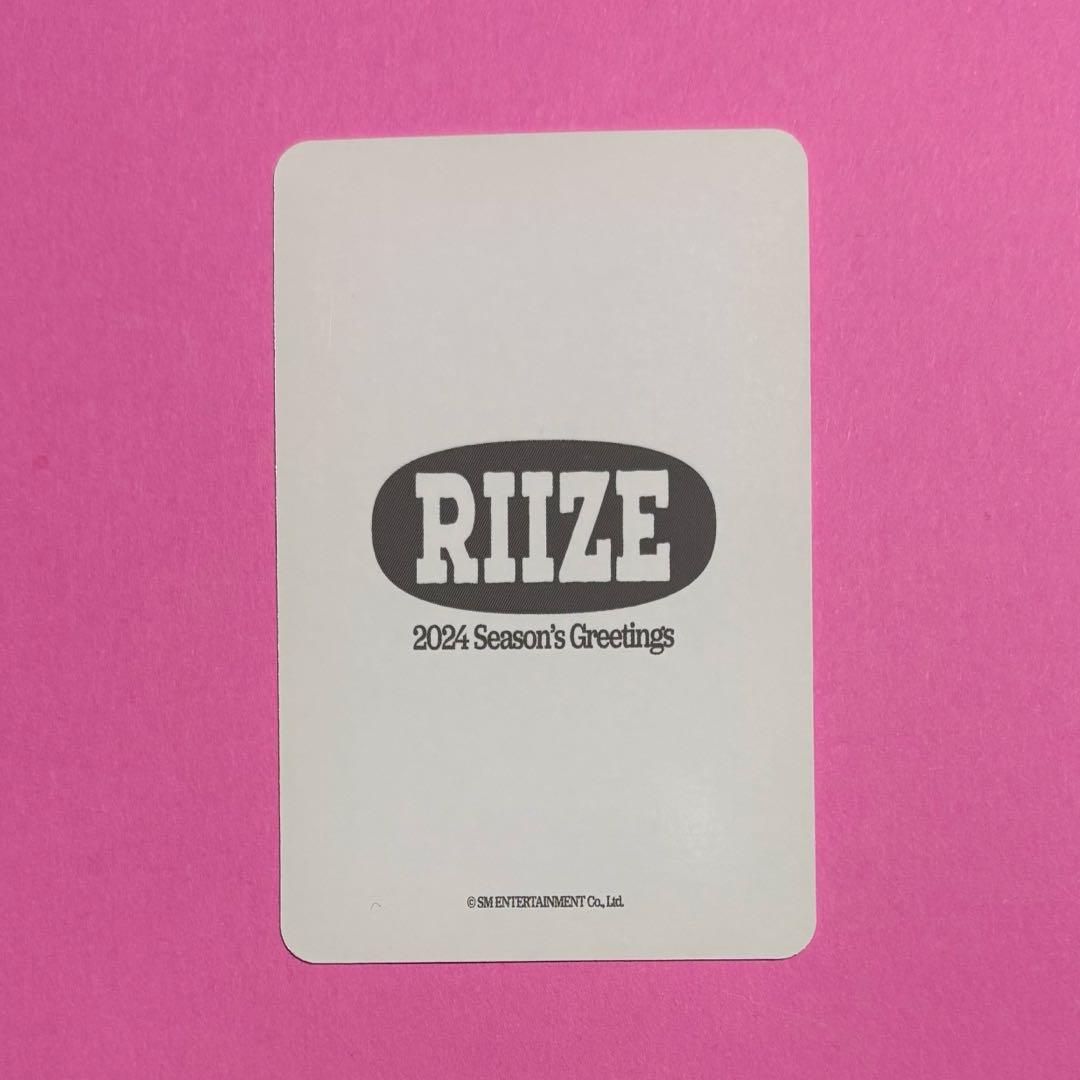 RIIZE
2024 Season's Greetings
© SM ENTERTAINMENT Co., Ltd.